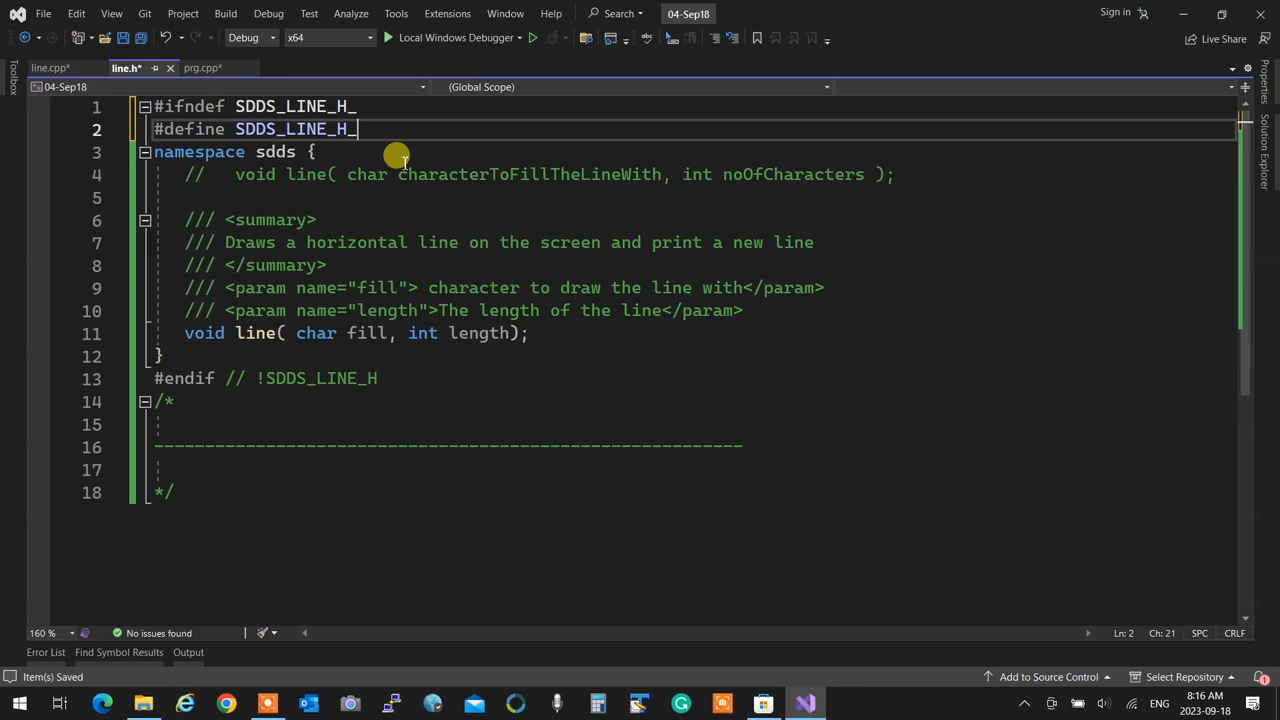 File Edit View Git Project Build Debug Test Analyze Tools Extensions Window Help Search 04-Sep18 Sign in
Debug x64 Local Windows Debugger Live Share
line.cpp* line.h* prg.cpp*
04-Sep18 (Global Scope)
Toolbox
Properties
Solution Explorer
1 #ifndef SDDS_LINE_H_
2 #define SDDS_LINE_H_
3 namespace sdds {
4 //   void line( char characterToFillTheLineWith, int noOfCharacters );
5
6 /// <summary>
7 /// Draws a horizontal line on the screen and print a new line
8 /// </summary>
9 /// <param name="fill"> character to draw the line with</param>
10 /// <param name="length">The length of the line</param>
11 void line( char fill, int length);
12 }
13 #endif // !SDDS_LINE_H
14 /*
15
16 ----------------------------------------------------------
17
18 */
160 % No issues found Ln: 2 Ch: 21 SPC CRLF
Error List Find Symbol Results Output
Item(s) Saved Add to Source Control Select Repository 1
ENG 8:16 AM
2023-09-18